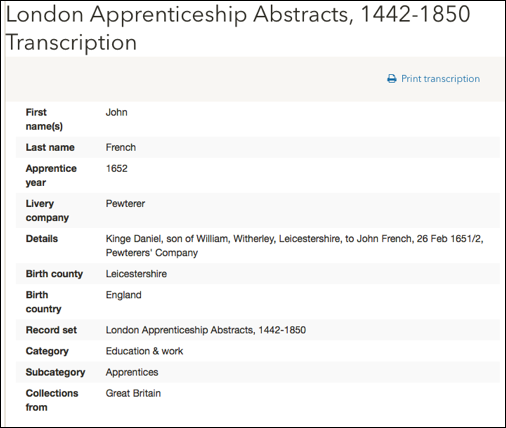 London Apprenticeship Abstracts, 1442-1850
Transcription
Print transcription
First
name(s) John
Last name French
Apprentice
year 1652
Livery
company Pewterer
Details Kinge Daniel, son of William, Witherley, Leicestershire, to John French, 26 Feb 1651/2,
Pewterers' Company
Birth county Leicestershire
Birth
country England
Record set London Apprenticeship Abstracts, 1442-1850
Category Education & work
Subcategory Apprentices
Collections
from Great Britain